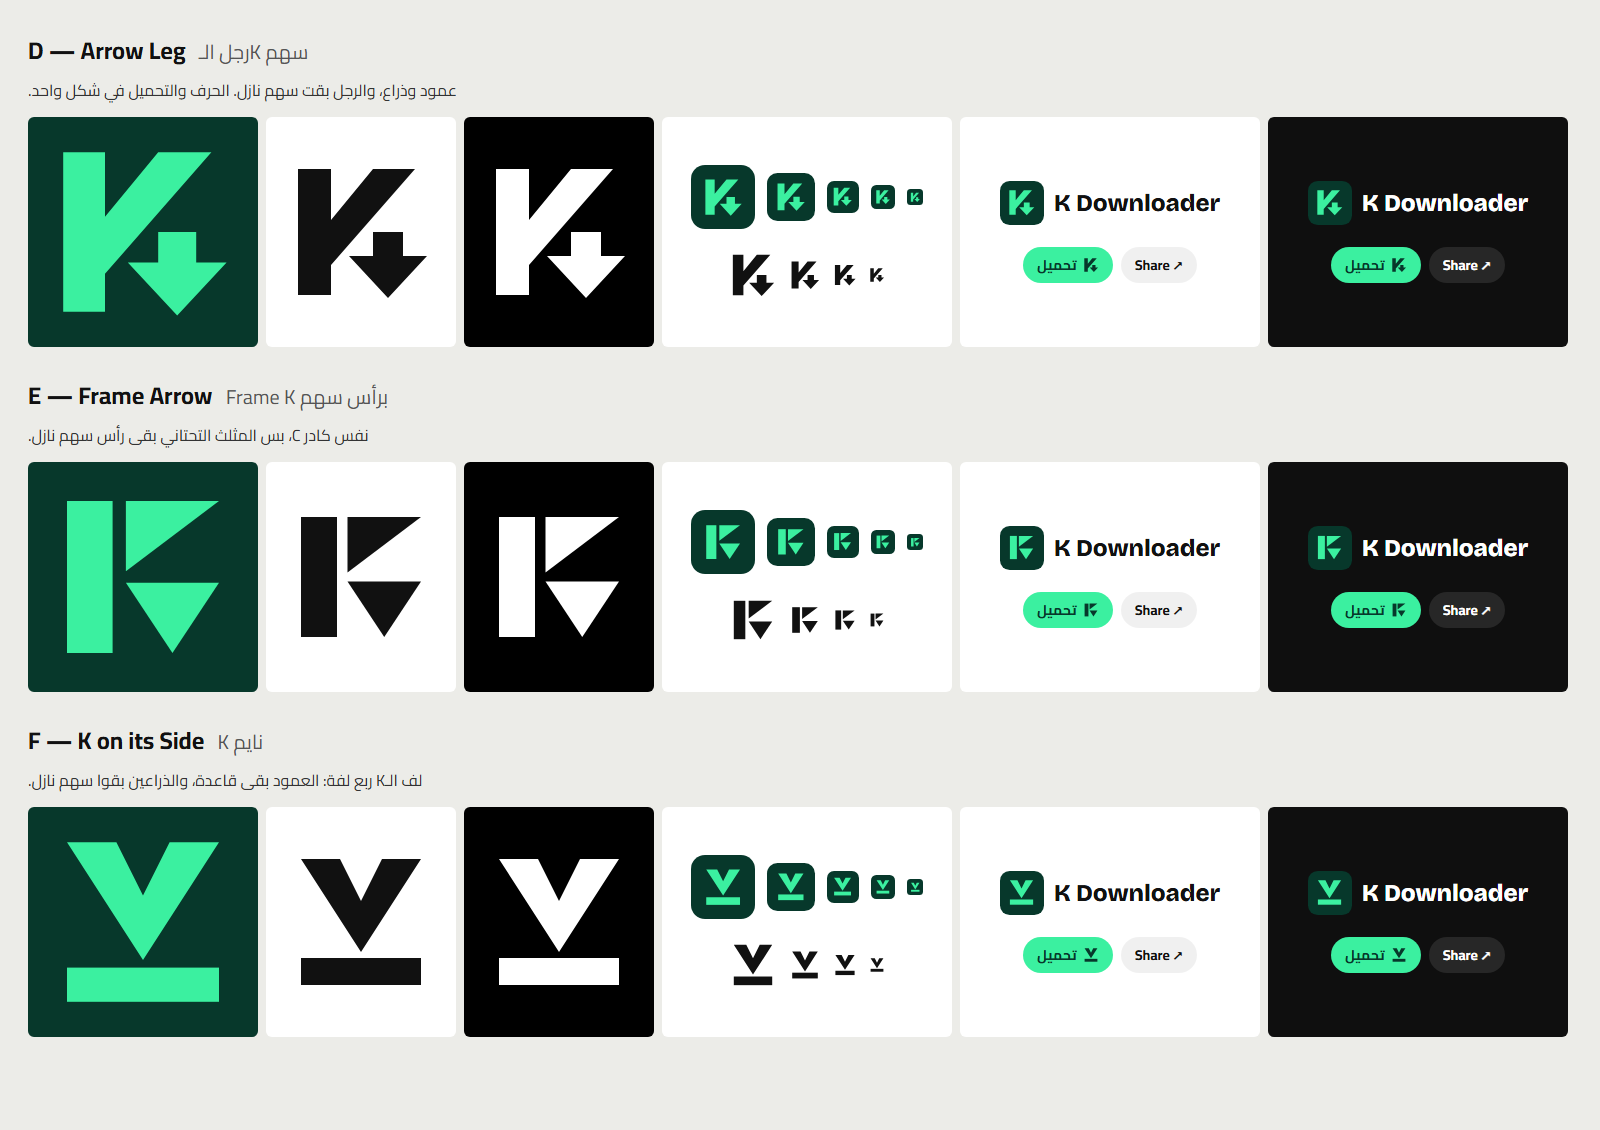 D — Arrow Leg سهم Kرجل الـ
عمود وذراع، والرجل بقت سهم نازل. الحرف والتحميل في شكل واحد.
K Downloader
K Downloader
تحميل
Share ↗
تحميل
Share ↗
E — Frame Arrow Frame K برأس سهم
نفس كادر C، بس المثلث التحتاني بقى رأس سهم نازل.
K Downloader
K Downloader
تحميل
Share ↗
تحميل
Share ↗
F — K on its Side K نايم
لف الـK ربع لفة: العمود بقى قاعدة، والذراعين بقوا سهم نازل.
K Downloader
K Downloader
تحميل
Share ↗
تحميل
Share ↗